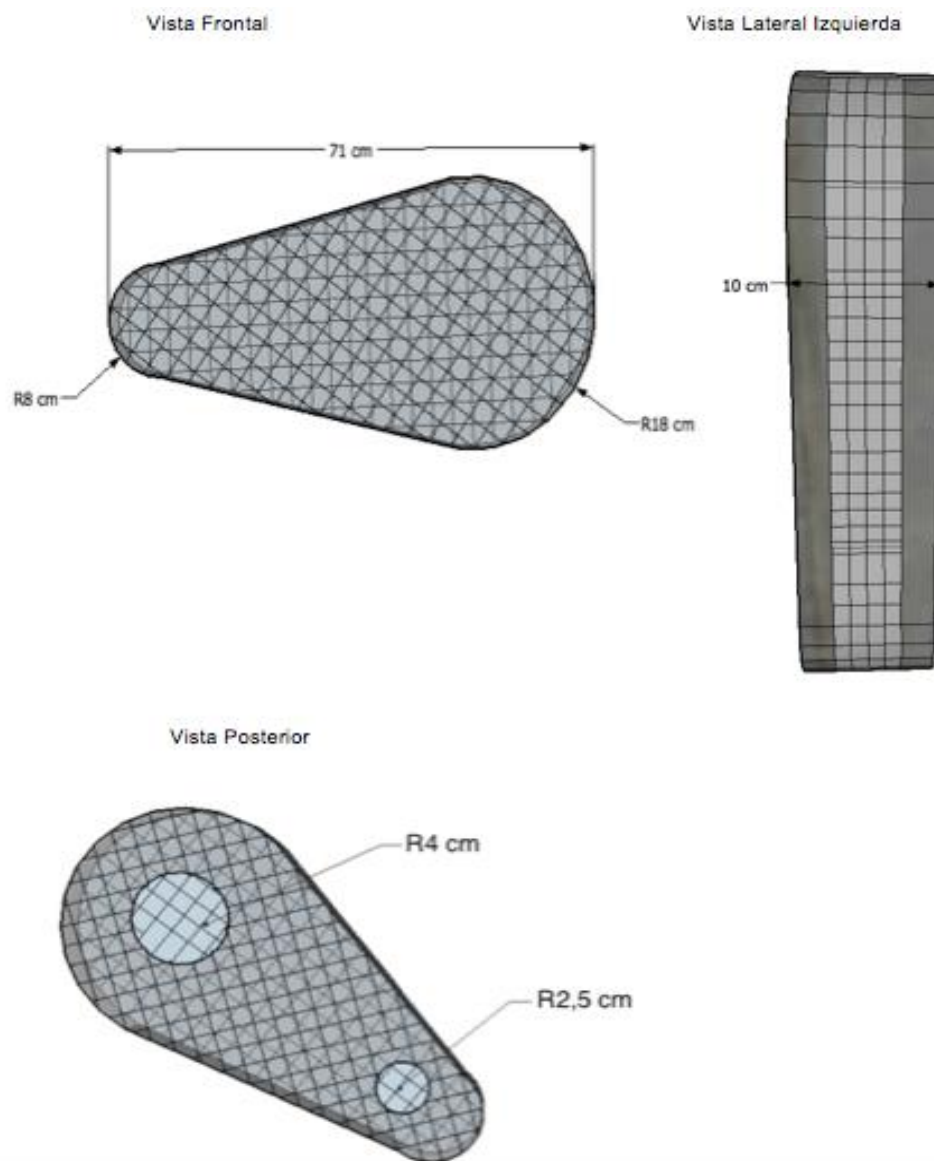 Vista Frontal
Vista Lateral Izquierda
71 cm
10 cm
R8 cm
R18 cm
Vista Posterior
R4 cm
R2,5 cm